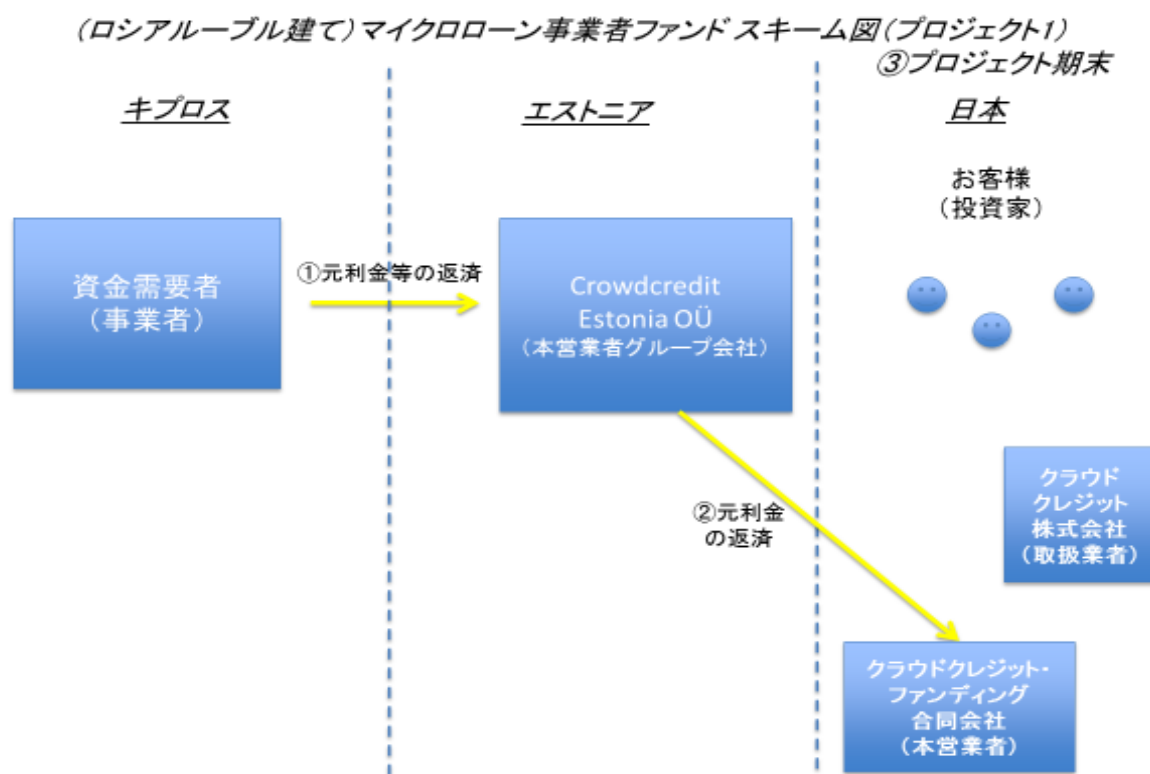 (ロシアルーブル建て)マイクロローン事業者ファンド スキーム図(プロジェクト1)
③プロジェクト期末
キプロス
エストニア
日本
お客様
(投資家)
資金需要者
(事業者)
①元利金等の返済
Crowdcredit
Estonia OÜ
(本営業者グループ会社)
クラウド
クレジット
株式会社
(取扱業者)
②元利金
の返済
クラウドクレジット・
ファンディング
合同会社
(本営業者)